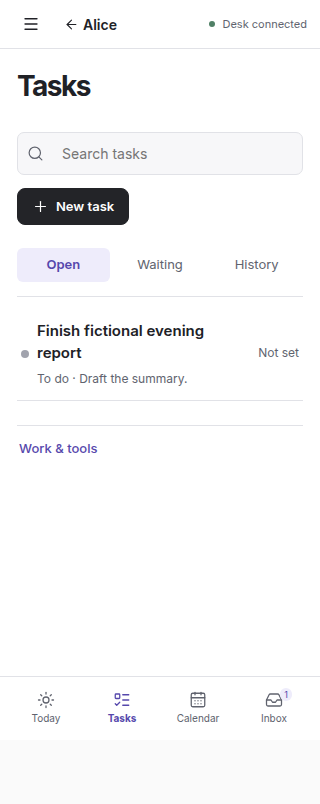 Alice
Desk connected
Tasks
Search tasks
New task
Open
Waiting
History
Finish fictional evening
report
Not set
To do · Draft the summary.
Work & tools
1
Today
Tasks
Calendar
Inbox